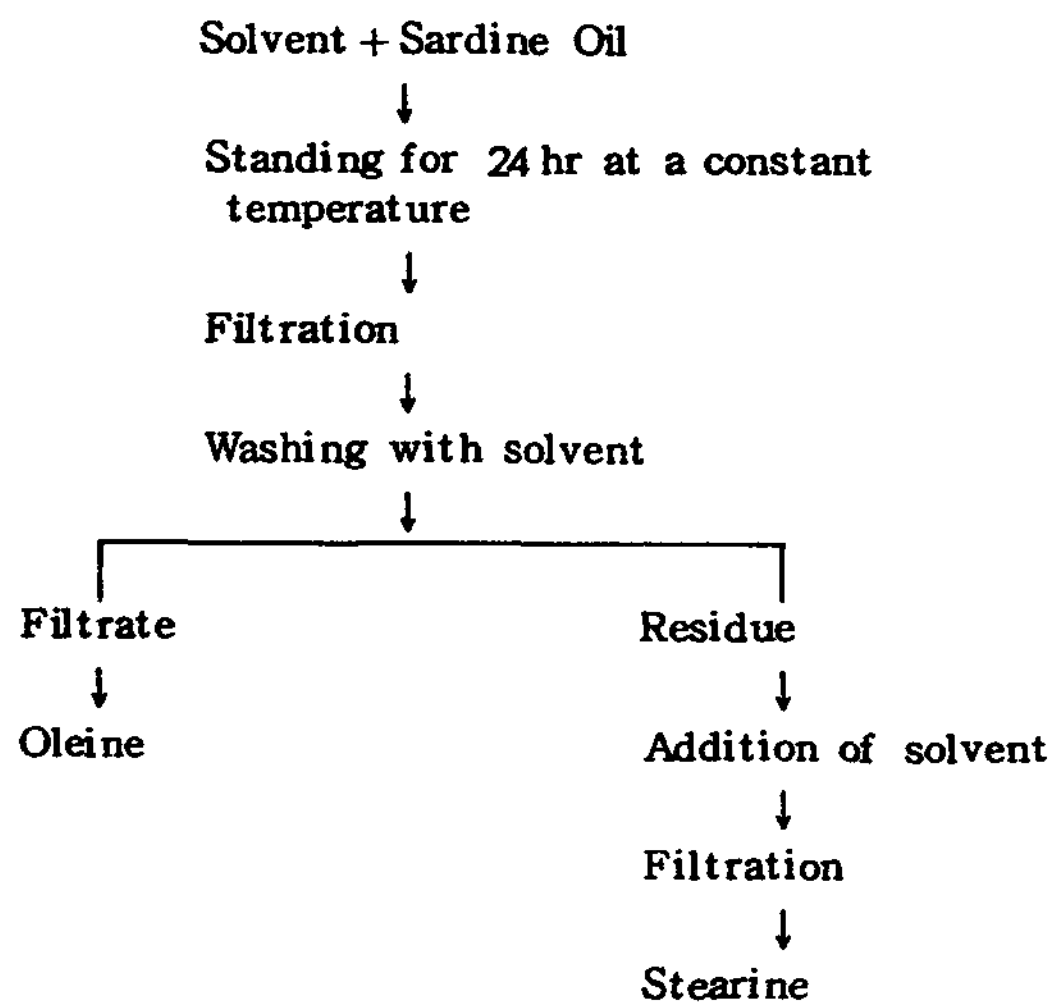 Solvent + Sardine Oil
Standing for 24 hr at a constant
temperature
Filtration
Washing with solvent
Filtrate
Residue
Oleine
Addition of solvent
Filtration
Stearine